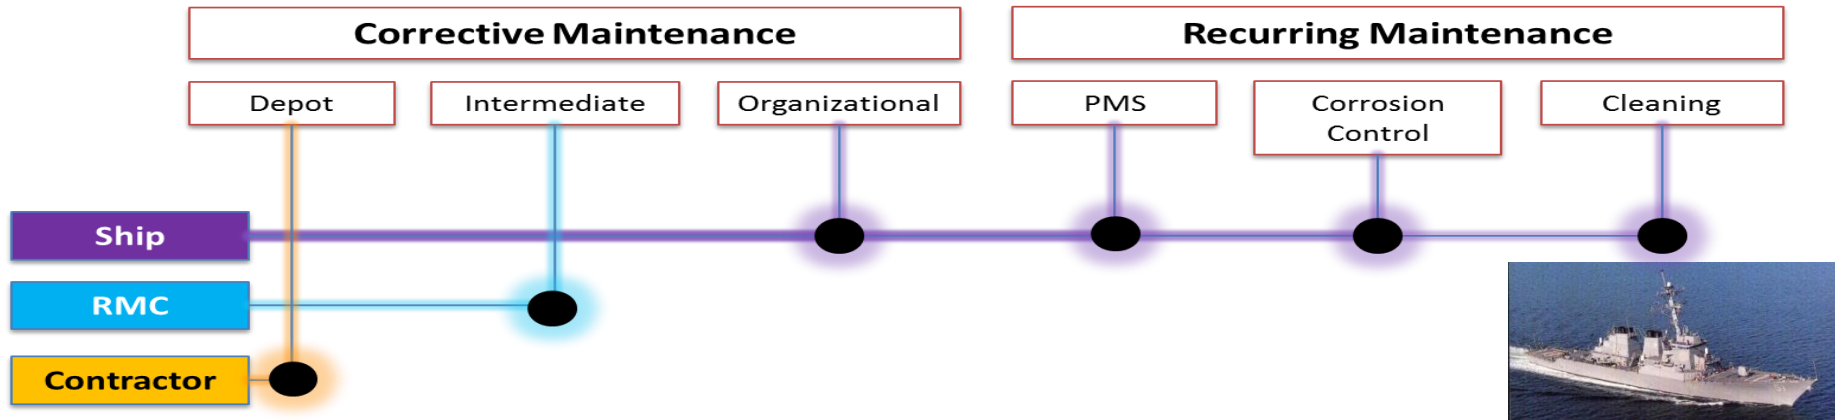 Corrective Maintenance
Recurring Maintenance
Depot
Intermediate
Organizational
PMS
Corrosion
Control
Cleaning
Ship
RMC
Contractor